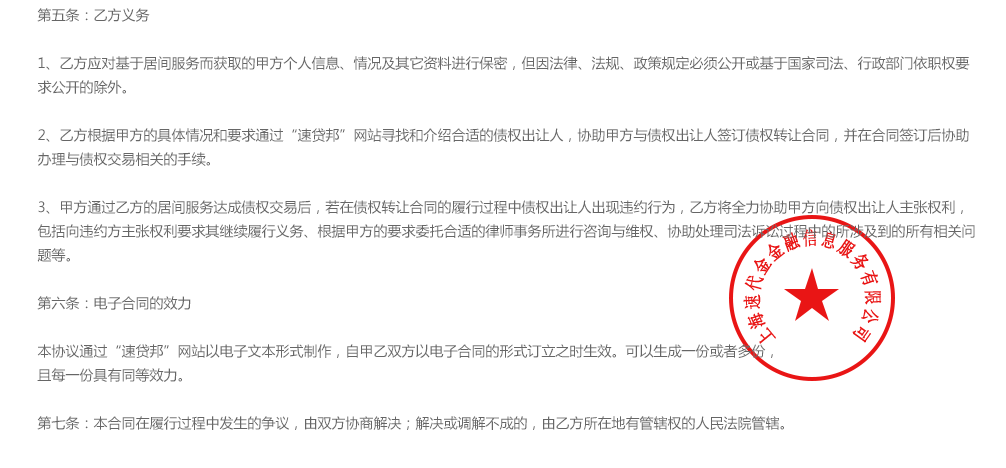 第五条：乙方义务
1、乙方应对基于居间服务而获取的甲方个人信息、情况及其它资料进行保密，但因法律、法规、政策规定必须公开或基于国家司法、行政部门依职权要
求公开的除外。
2、乙方根据甲方的具体情况和要求通过“速贷邦”网站寻找和介绍合适的债权出让人，协助甲方与债权出让人签订债权转让合同，并在合同签订后协助
办理与债权交易相关的手续。
3、甲方通过乙方的居间服务达成债权交易后，若在债权转让合同的履行过程中债权出让人出现违约行为，乙方将全力协助甲方向债权出让人主张权利，
包括向违约方主张权利要求其继续履行义务、根据甲方的要求委托合适的律师事务所进行咨询与维权、协助处理司法诉讼过程中的所涉及到的所有相关问
题等。
第六条：电子合同的效力
本协议通过“速贷邦”网站以电子文本形式制作，自甲乙双方以电子合同的形式订立之时生效。可以生成一份或者多份，
且每一份具有同等效力。
第七条：本合同在履行过程中发生的争议，由双方协商解决；解决或调解不成的，由乙方所在地有管辖权的人民法院管辖。
上海速代金金融信息服务有限公司